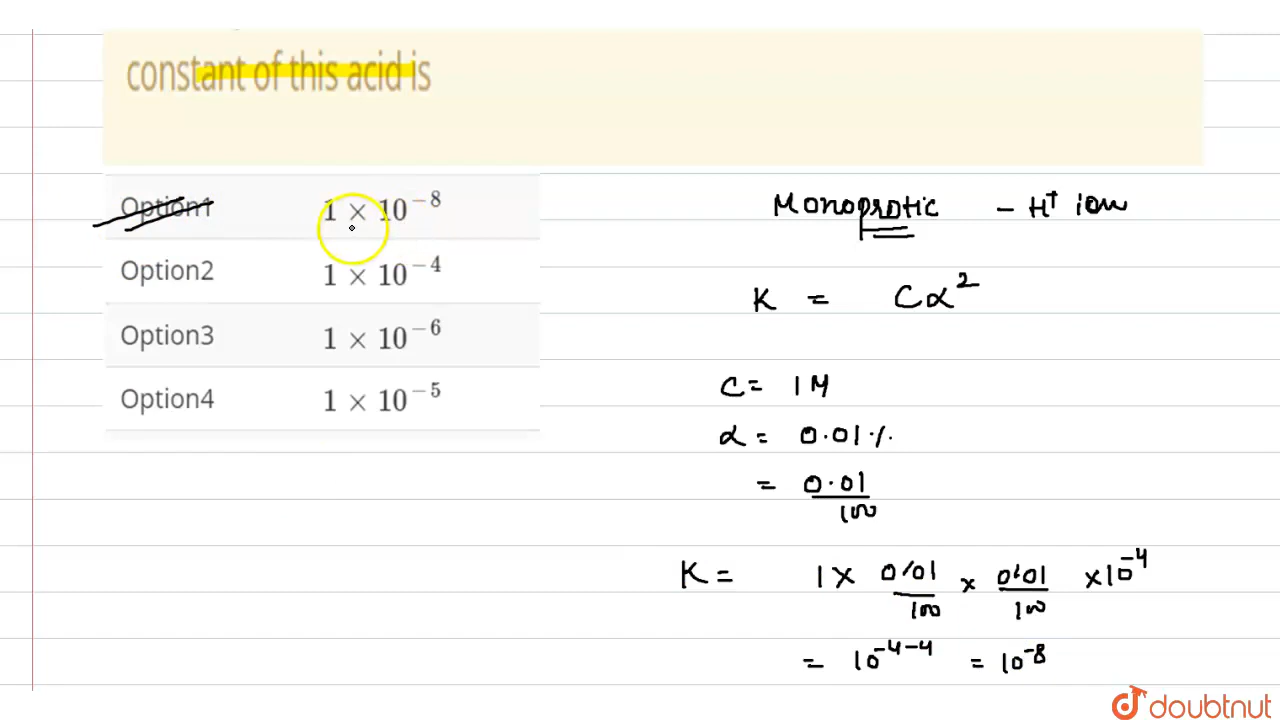 constant of this acid is
Option1 1 × 10⁻⁸
Option2 1 × 10⁻⁴
Option3 1 × 10⁻⁶
Option4 1 × 10⁻⁵
Monoprotic – H⁺ ion
K = Cα²
C = 1M
α = 0.01%
= 0.01/100
K = 1 × 0.01/100 × 0.01/100 × 10⁻⁴
= 10⁻⁴⁻⁴ = 10⁻⁸
doubtnut